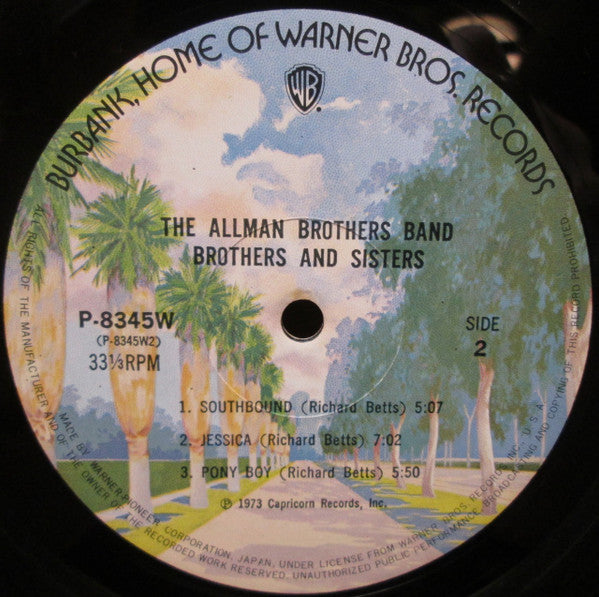 BURBANK, HOME OF WARNER BROS. RECORDS
WB
THE ALLMAN BROTHERS BAND
BROTHERS AND SISTERS
P-8345W
(P-8345W2)
33⅓RPM
SIDE
2
1. SOUTHBOUND (Richard Betts) 5:07
2. JESSICA (Richard Betts) 7:02
3. PONY BOY (Richard Betts) 5:50
Ⓟ 1973 Capricorn Records, Inc.
MADE BY WARNER-PIONEER CORPORATION, JAPAN, UNDER LICENSE FROM WARNER BROS RECORDS INC., U.S.A.
ALL RIGHTS OF THE MANUFACTURER AND OF THE OWNER OF THE RECORDED WORK RESERVED. UNAUTHORIZED PUBLIC PERFORMANCE, BROADCASTING AND COPYING OF THIS RECORD PROHIBITED